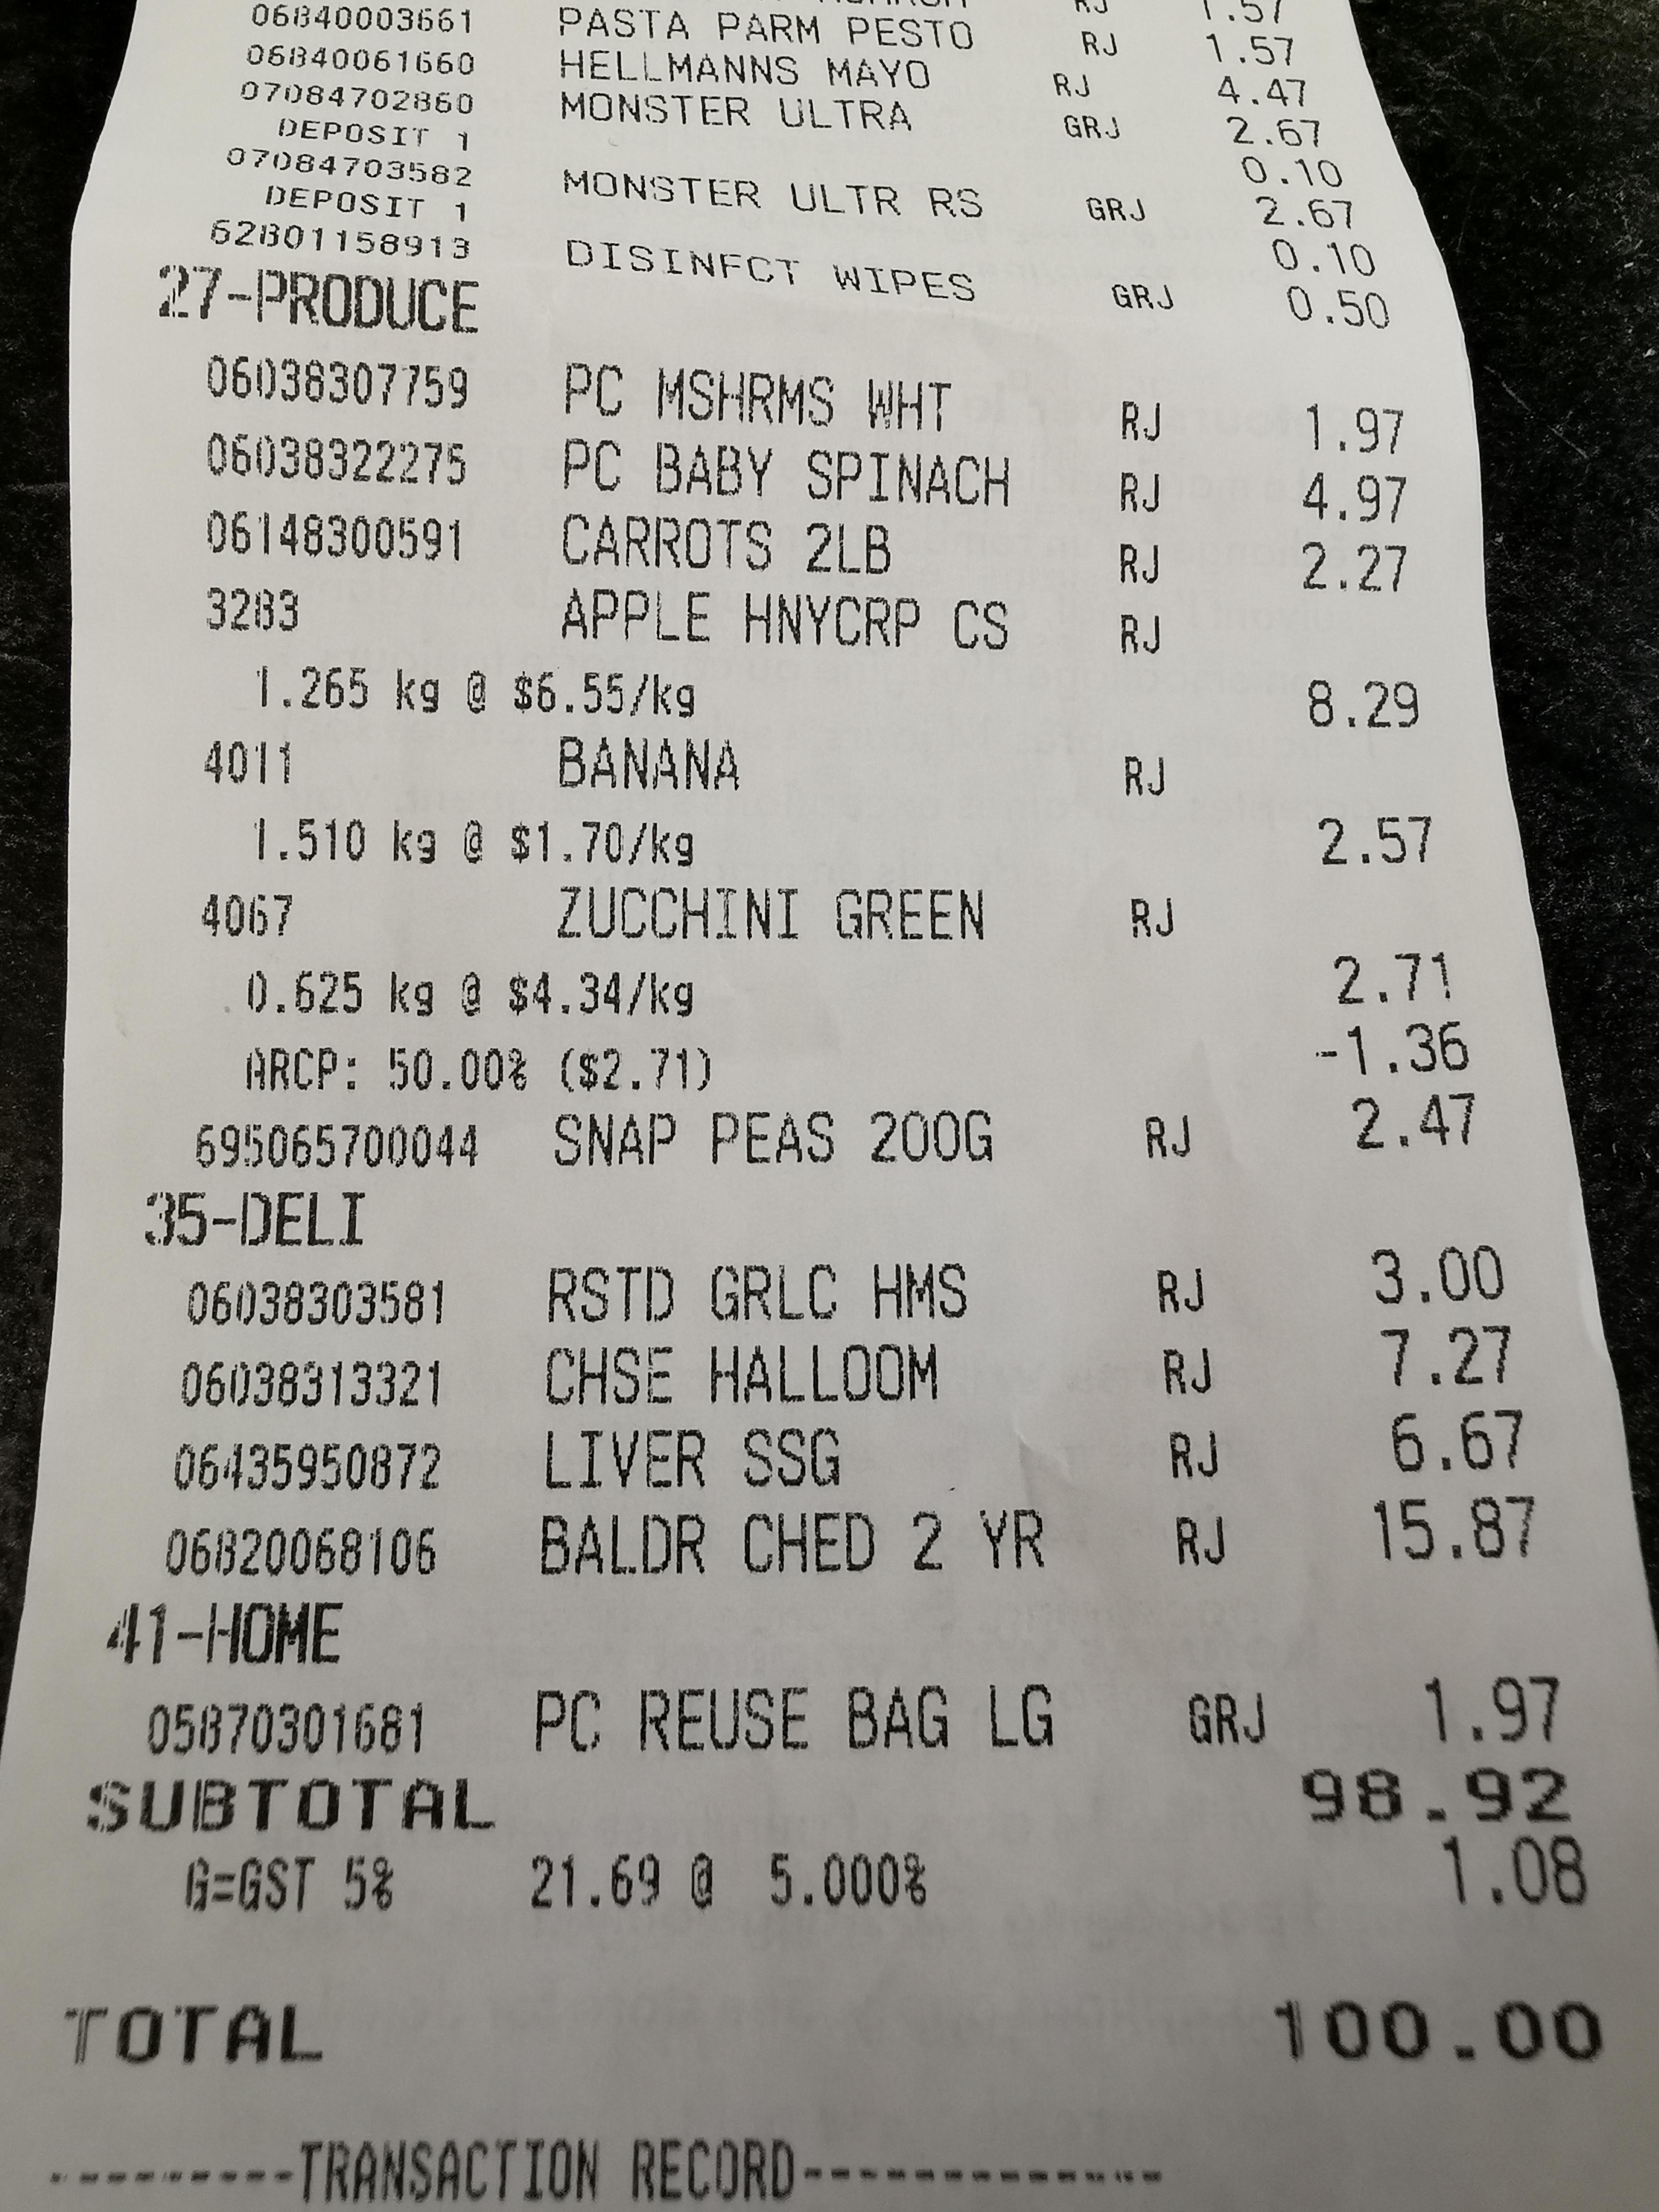 RJ 1.57
06840003661 PASTA PARM PESTO RJ 1.57
06840061660 HELLMANNS MAYO RJ 4.47
07084702860 MONSTER ULTRA GRJ 2.67
DEPOSIT 1 0.10
07084703582 MONSTER ULTR RS GRJ 2.67
DEPOSIT 1 0.10
62801158913 DISINFCT WIPES GRJ 0.50
27-PRODUCE
06038307759 PC MSHRMS WHT RJ 1.97
06038322275 PC BABY SPINACH RJ 4.97
06148300591 CARROTS 2LB RJ 2.27
3283 APPLE HNYCRP CS RJ
1.265 kg @ $6.55/kg 8.29
4011 BANANA RJ
1.510 kg @ $1.70/kg 2.57
4067 ZUCCHINI GREEN RJ
0.625 kg @ $4.34/kg 2.71
ARCP: 50.00% ($2.71) -1.36
695065700044 SNAP PEAS 200G RJ 2.47
35-DELI
06038303581 RSTD GRLC HMS RJ 3.00
06038313321 CHSE HALLOOM RJ 7.27
06435950872 LIVER SSG RJ 6.67
06820068106 BALDR CHED 2 YR RJ 15.87
41-HOME
05870301681 PC REUSE BAG LG GRJ 1.97
SUBTOTAL 98.92
G=GST 5% 21.69 @ 5.000% 1.08
TOTAL 100.00
---------TRANSACTION RECORD---------------